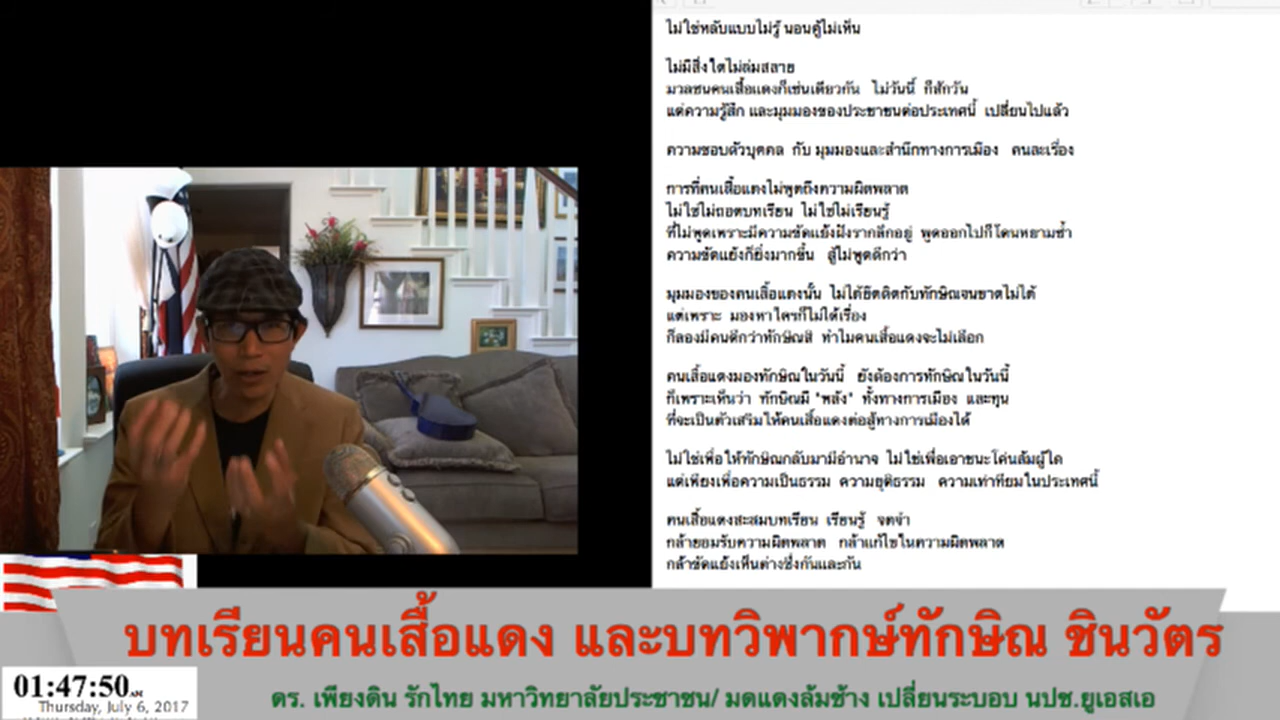 ไม่ใช่หลับแบบไม่รู้ นอนคู้ไม่เห็น
ไม่มีสิ่งใดไม่ล่มสลาย
มวลชนคนเสื้อแดงก็เช่นเดียวกัน ไม่วันนี้ ก็สักวัน
แต่ความรู้สึก และมุมมองของประชาชนต่อประเทศนี้ เปลี่ยนไปแล้ว
ความชอบตัวบุคคล กับ มุมมองและสำนึกทางการเมือง คนละเรื่อง
การที่คนเสื้อแดงไม่พูดถึงความผิดพลาด
ไม่ใช่ไม่ถอดบทเรียน ไม่ใช่ไม่เรียนรู้
ที่ไม่พูดเพราะมีความขัดแย้งฝังรากลึกอยู่ พูดออกไปก็โดนหยามซ้ำ
ความขัดแย้งก็ยิ่งมากขึ้น สู้ไม่พูดดีกว่า
มุมมองของคนเสื้อแดงนั้น ไม่ได้ยึดติดกับทักษิณจนขาดไม่ได้
แต่เพราะ มองหาใครก็ไม่ได้เรื่อง
ก็ลองมีคนดีกว่าทักษิณสิ ทำไมคนเสื้อแดงจะไม่เลือก
คนเสื้อแดงมองทักษิณในวันนี้ ยังต้องการทักษิณในวันนี้
ก็เพราะเห็นว่า ทักษิณมี "พลัง" ทั้งทางการเมือง และทุน
ที่จะเป็นตัวเสริมให้คนเสื้อแดงต่อสู้ทางการเมืองได้
ไม่ใช่เพื่อให้ทักษิณกลับมามีอำนาจ ไม่ใช่เพื่อเอาชนะโค่นล้มผู้ใด
แต่เพียงเพื่อความเป็นธรรม ความยุติธรรม ความเท่าเทียมในประเทศนี้
คนเสื้อแดงสะสมบทเรียน เรียนรู้ จดจำ
กล้ายอมรับความผิดพลาด กล้าแก้ไขในความผิดพลาด
กล้าขัดแย้งเห็นต่างซึ่งกันและกัน
บทเรียนคนเสื้อแดง และบทวิพากษ์ทักษิณ ชินวัตร
01:47:50 AM
Thursday, July 6, 2017
ดร. เพียงดิน รักไทย มหาวิทยาลัยประชาชน/ มดแดงล้มช้าง เปลี่ยนระบอบ นปช.ยูเอสเอ